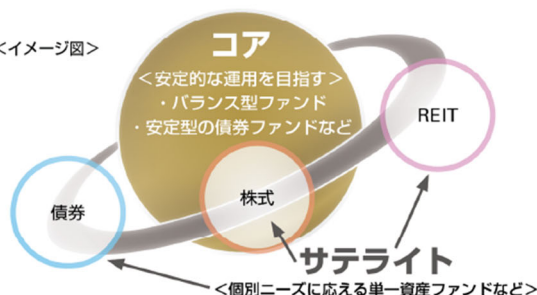 <イメージ図>
コア
<安定的な運用を目指す>
・バランス型ファンド
・安定型の債券ファンドなど
REIT
株式
債券
サテライト
<個別ニーズに応える単一資産ファンドなど>